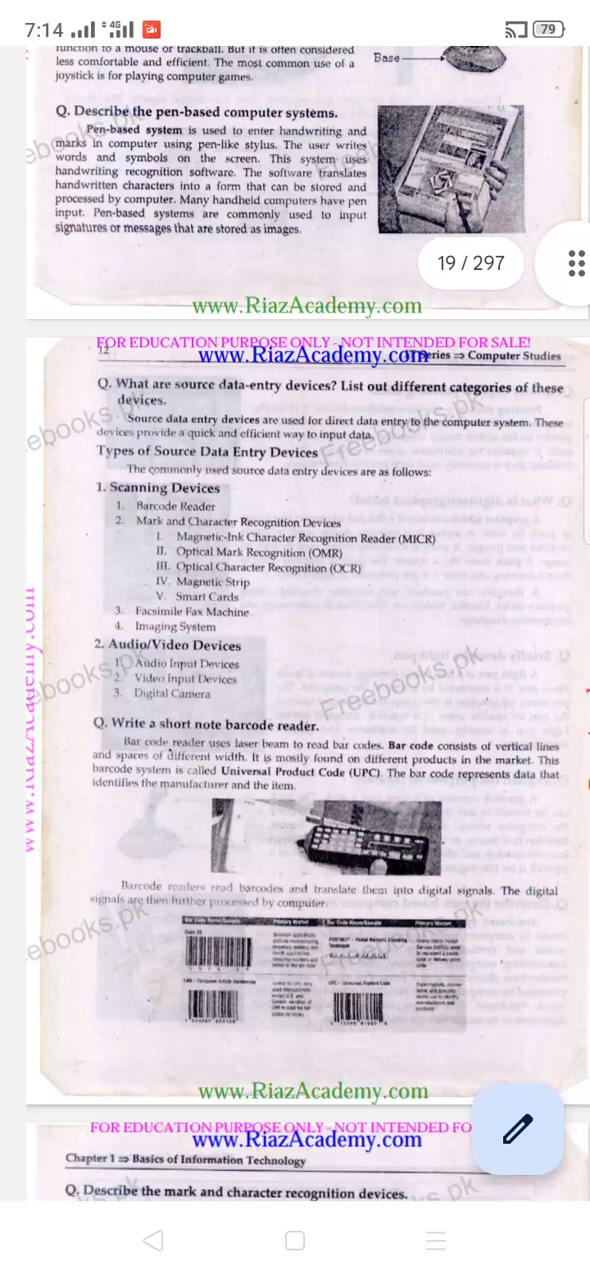 7:14
4G
79
function to a mouse or trackball. But it is often considered
less comfortable and efficient. The most common use of a
joystick is for playing computer games.
Base
Q. Describe the pen-based computer systems.
Pen-based system is used to enter handwriting and
marks in computer using pen-like stylus. The user writes
words and symbols on the screen. This system uses
handwriting recognition software. The software translates
handwritten characters into a form that can be stored and
processed by computer. Many handheld computers have pen
input. Pen-based systems are commonly used to input
signatures or messages that are stored as images.
19 / 297
www.RiazAcademy.com
FOR EDUCATION PURPOSE ONLY - NOT INTENDED FOR SALE!
12
www.RiazAcademy.com
Series ⇒ Computer Studies
Q. What are source data-entry devices? List out different categories of these
devices.
Source data entry devices are used for direct data entry to the computer system. These
devices provide a quick and efficient way to input data.
Types of Source Data Entry Devices
The commonly used source data entry devices are as follows:
1. Scanning Devices
1. Barcode Reader
2. Mark and Character Recognition Devices
I. Magnetic-Ink Character Recognition Reader (MICR)
II. Optical Mark Recognition (OMR)
III. Optical Character Recognition (OCR)
IV. Magnetic Strip
V. Smart Cards
3. Facsimile Fax Machine
4. Imaging System
2. Audio/Video Devices
1. Audio Input Devices
2. Video Input Devices
3. Digital Camera
Freebooks.pk
Freebooks.pk
ebooks.pk
ebooks.pk
ebooks.pk
www.RiazAcademy.com
Q. Write a short note barcode reader.
Bar code reader uses laser beam to read bar codes. Bar code consists of vertical lines
and spaces of different width. It is mostly found on different products in the market. This
barcode system is called Universal Product Code (UPC). The bar code represents data that
identifies the manufacturer and the item.
Barcode readers read barcodes and translate them into digital signals. The digital
signals are then further processed by computer.
www.RiazAcademy.com
FOR EDUCATION PURPOSE ONLY - NOT INTENDED FO
www.RiazAcademy.com
Chapter 1 ⇒ Basics of Information Technology
Q. Describe the mark and character recognition devices.